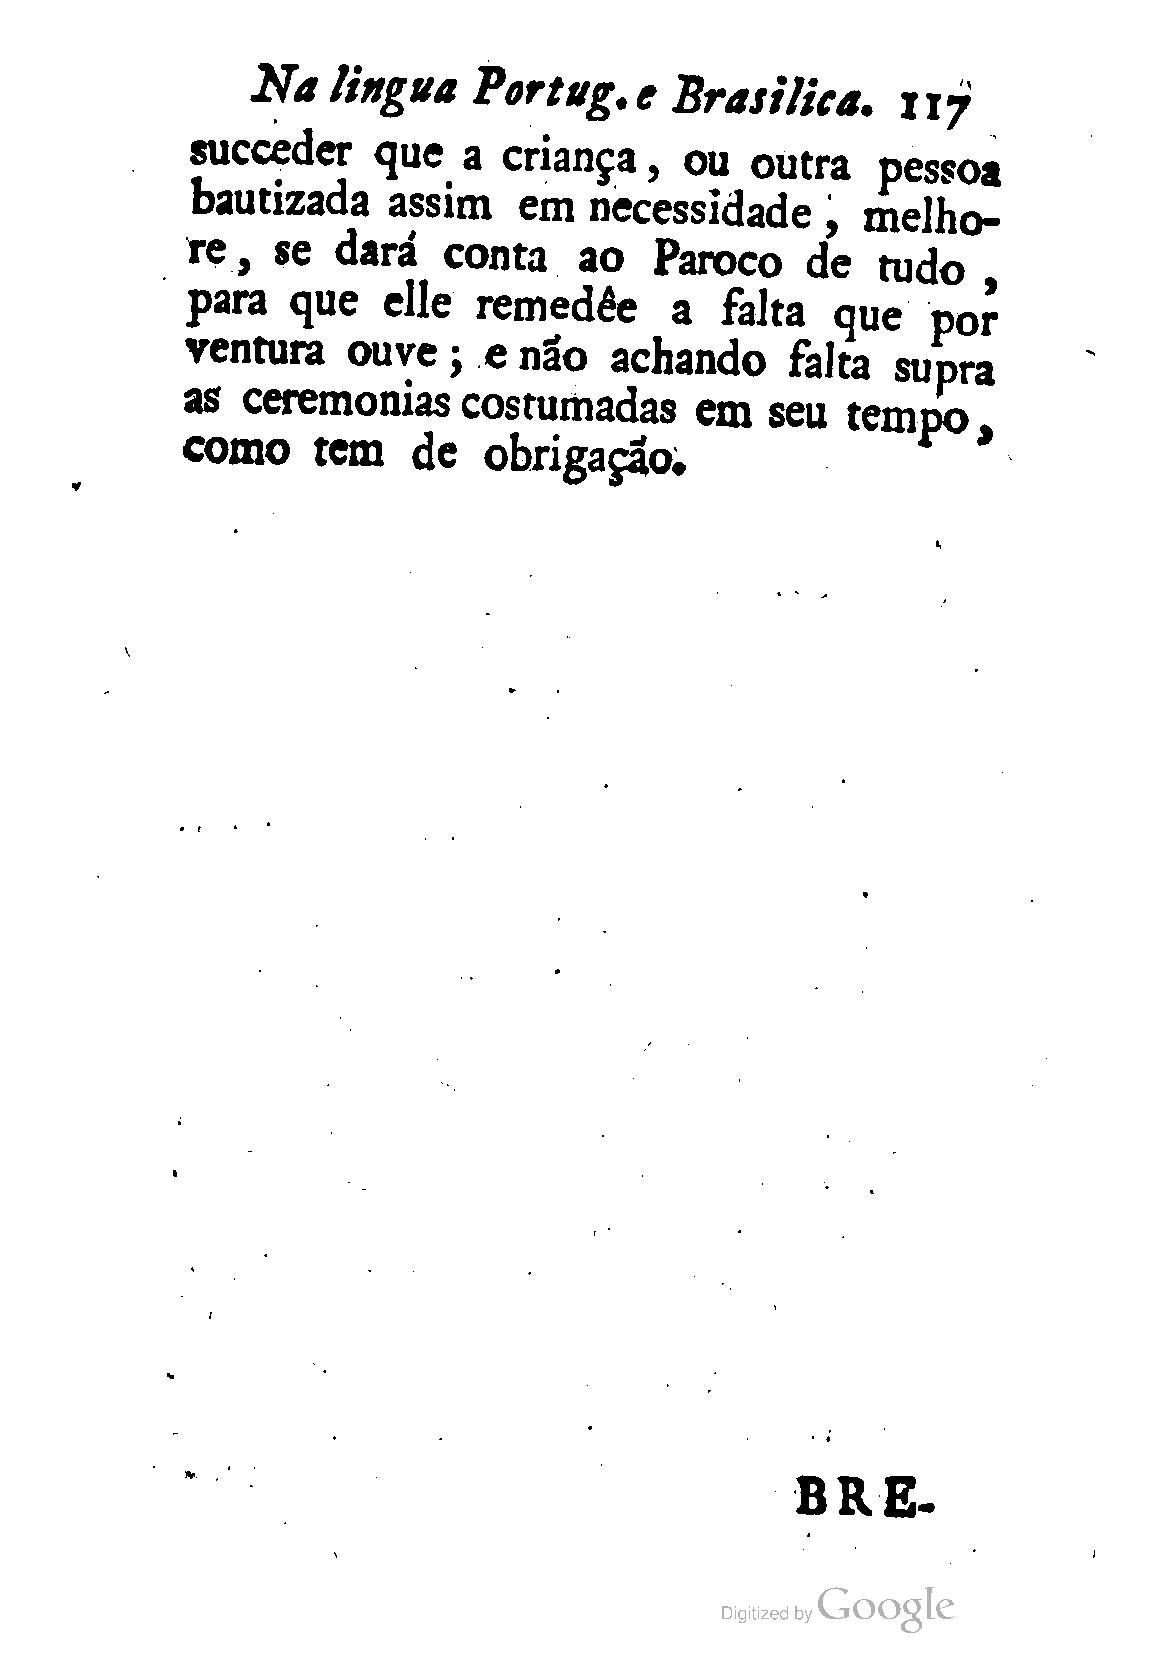 Na lingua Portug. e Brasilica. 117
succeder que a criança, ou outra pessoa
bautizada assim em necessidade, melho-
re, se dará conta ao Paroco de tudo,
para que elle remedêe a falta que por
ventura ouve; e não achando falta supra
as ceremonias costumadas em seu tempo,
como tem de obrigação.
BRE-
Digitized by Google